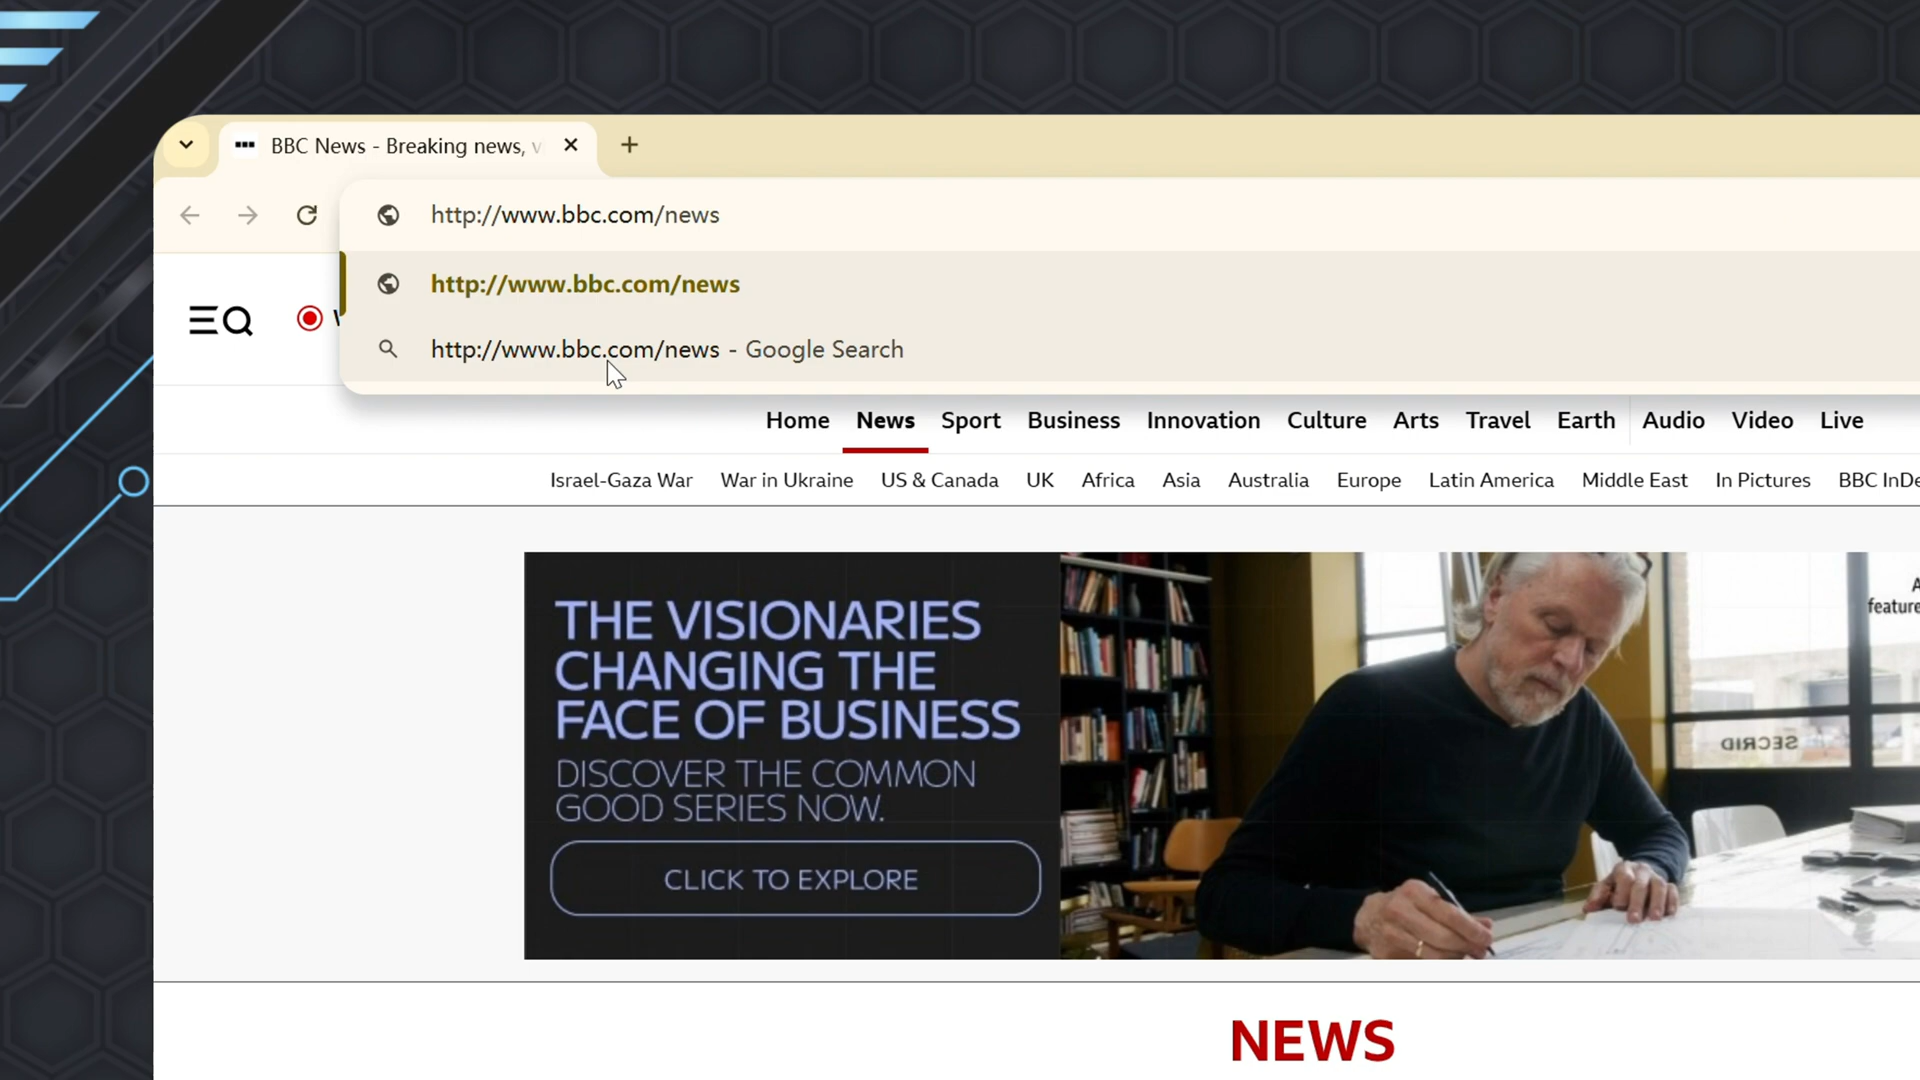 BBC News - Breaking news, v
http://www.bbc.com/news
http://www.bbc.com/news
http://www.bbc.com/news - Google Search
Home News Sport Business Innovation Culture Arts Travel Earth Audio Video Live
Israel-Gaza War War in Ukraine US & Canada UK Africa Asia Australia Europe Latin America Middle East In Pictures BBC InDe
THE VISIONARIES
CHANGING THE
FACE OF BUSINESS
DISCOVER THE COMMON
GOOD SERIES NOW.
CLICK TO EXPLORE
A
feature
SECRID
NEWS